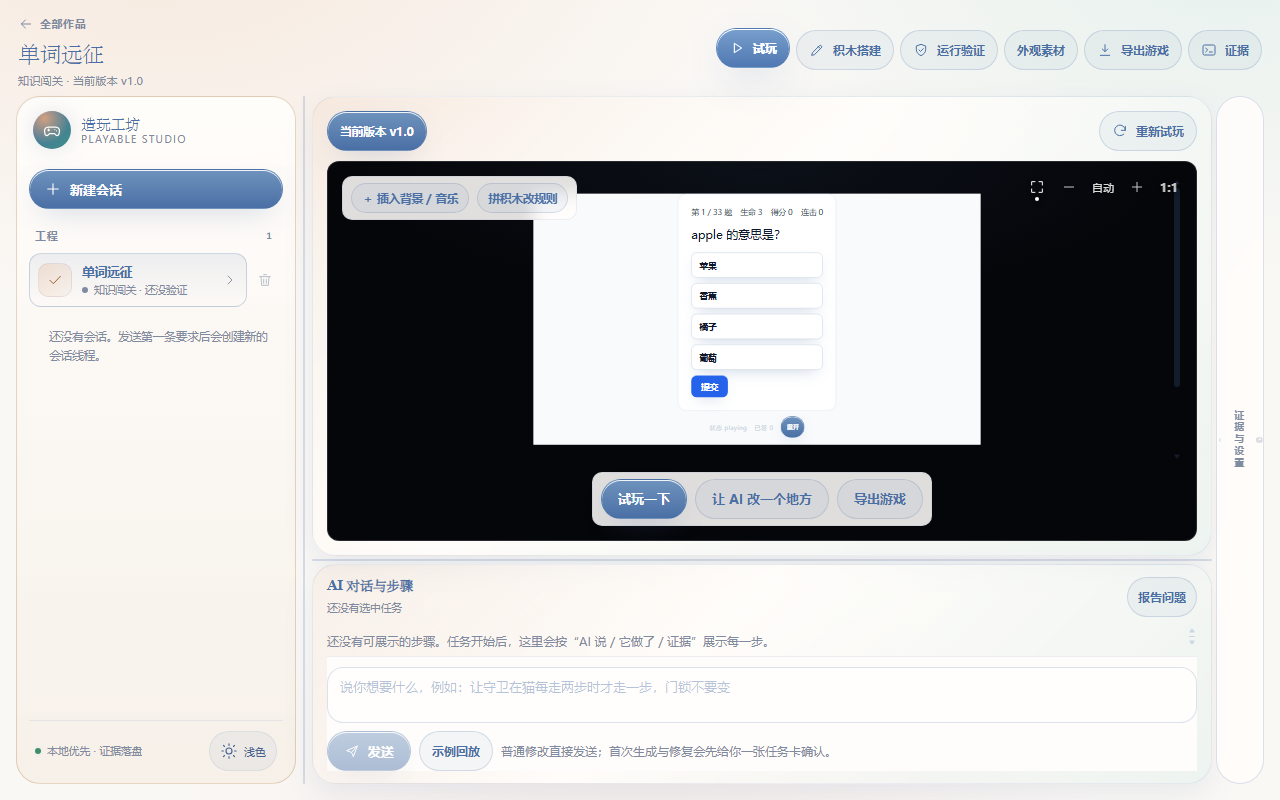 全部作品
单词远征
知识闯关 · 当前版本 v1.0
试玩
积木搭建
运行验证
外观素材
导出游戏
证据
造玩工坊
PLAYABLE STUDIO
新建会话
工程 1
单词远征
知识闯关 · 还没验证
还没有会话。发送第一条要求后会创建新的
会话线程。
本地优先 · 证据落盘
浅色
当前版本 v1.0
重新试玩
+ 插入背景 / 音乐
拼积木改规则
自动
1:1
第 1 / 33 题 生命 3 得分 0 连击 0
apple 的意思是?
苹果
香蕉
橘子
葡萄
提交
状态 playing 已答 0
重开
试玩一下
让 AI 改一个地方
导出游戏
AI 对话与步骤
还没有选中任务
报告问题
还没有可展示的步骤。任务开始后，这里会按“AI 说 / 它做了 / 证据”展示每一步。
说你想要什么，例如：让守卫在猫每走两步时才走一步，门锁不要变
发送
示例回放
普通修改直接发送；首次生成与修复会先给你一张任务卡确认。
证据与设置